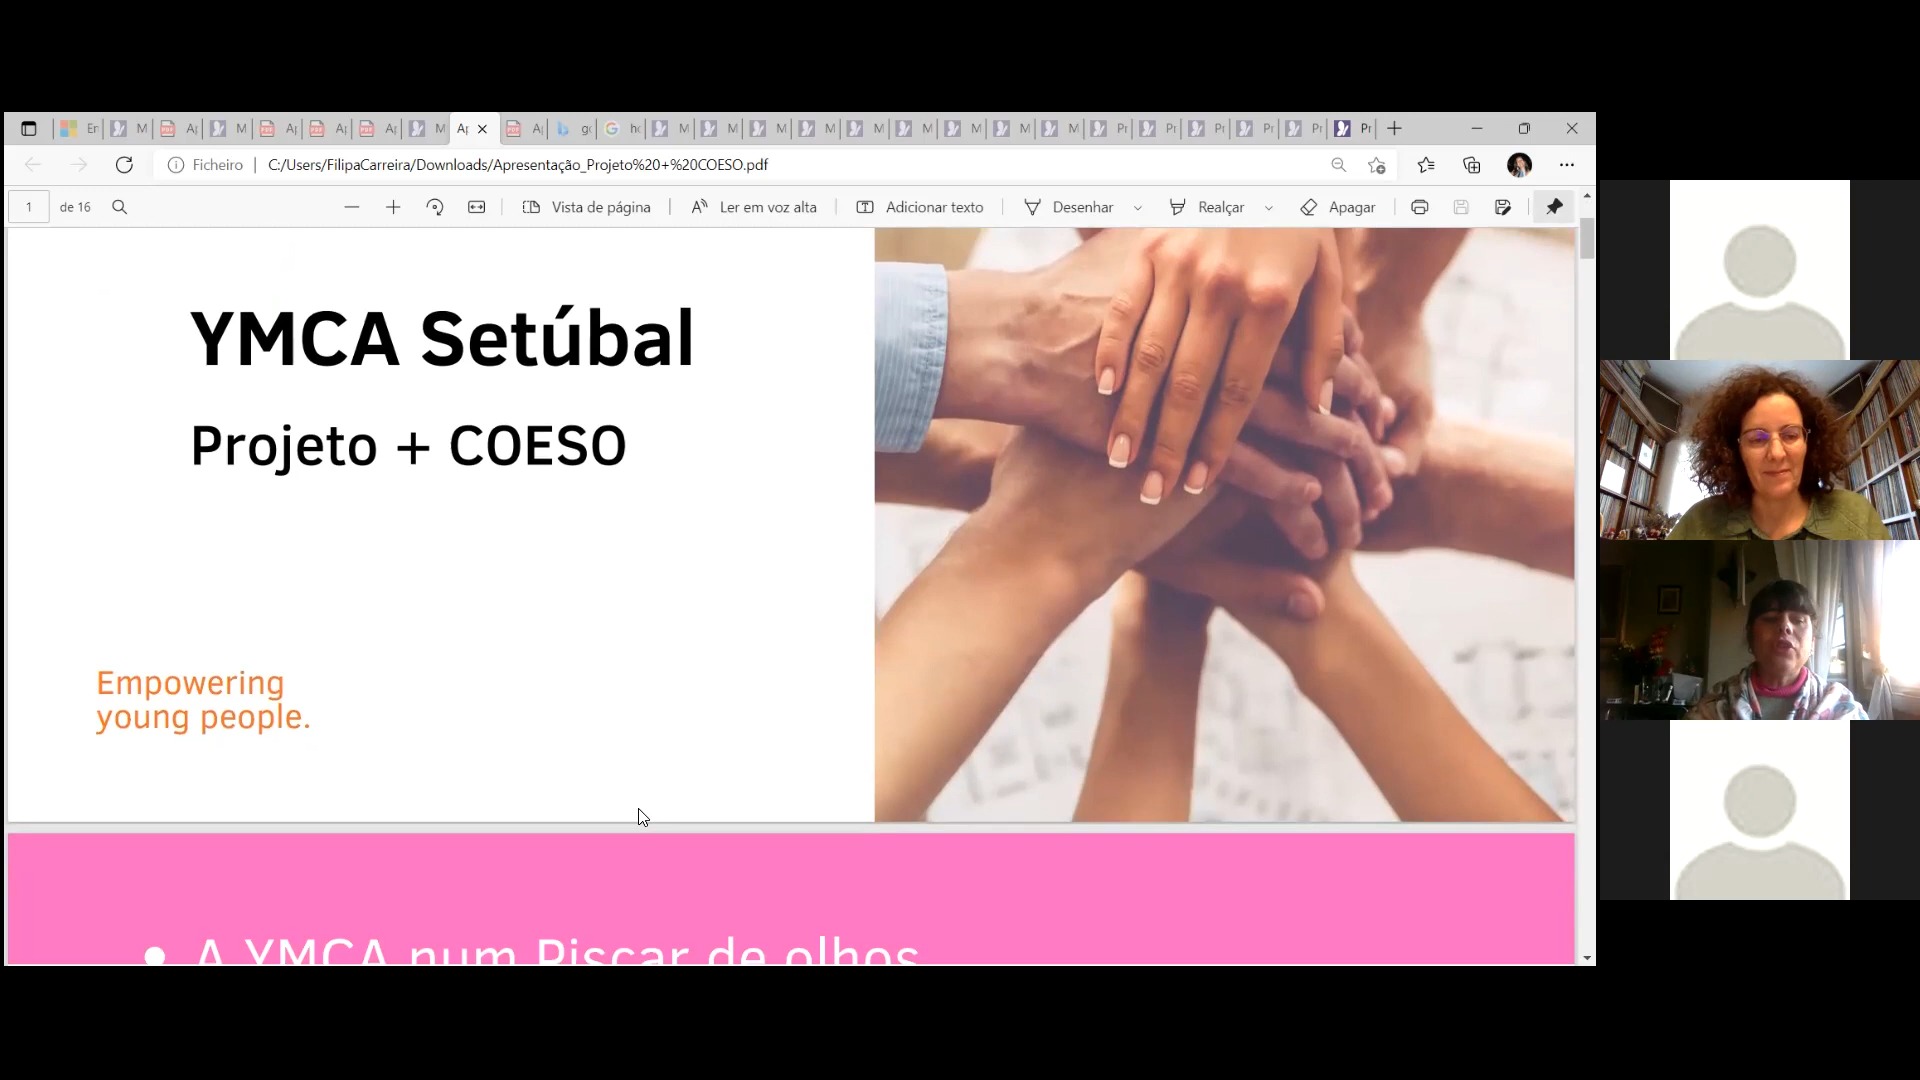 Ficheiro
C:/Users/FilipaCarreira/Downloads/Apresentação_Projeto%20+%20COESO.pdf
1 de 16
Vista de página
Ler em voz alta
Adicionar texto
Desenhar
Realçar
Apagar
YMCA Setúbal
Projeto + COESO
Empowering
young people.
• A YMCA num Piscar de olhos